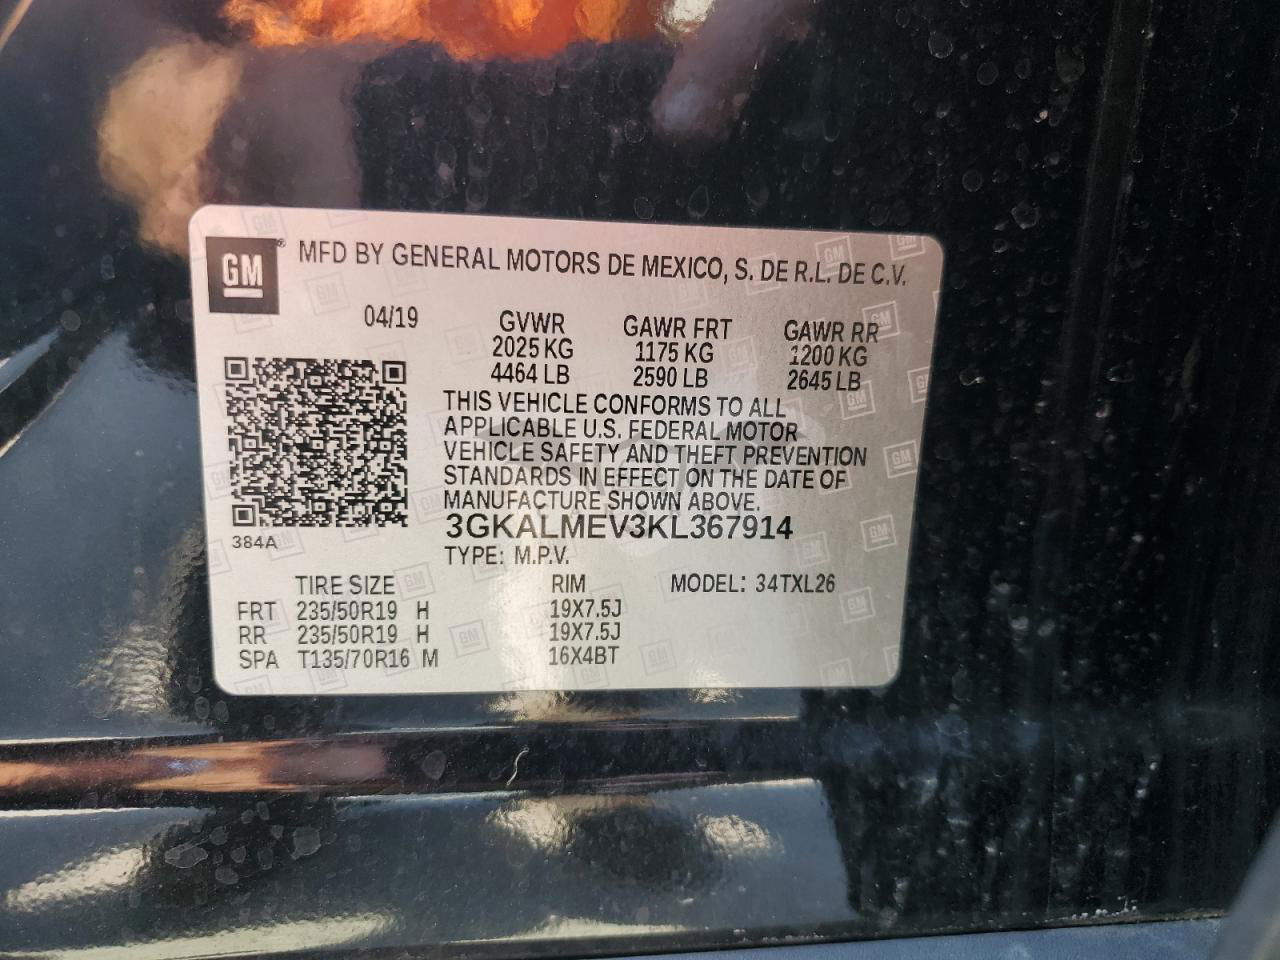 GM® MFD BY GENERAL MOTORS DE MEXICO, S. DE R.L. DE C.V.
04/19 GVWR GAWR FRT GAWR RR
2025 KG 1175 KG 1200 KG
4464 LB 2590 LB 2645 LB
THIS VEHICLE CONFORMS TO ALL
APPLICABLE U.S. FEDERAL MOTOR
VEHICLE SAFETY AND THEFT PREVENTION
STANDARDS IN EFFECT ON THE DATE OF
MANUFACTURE SHOWN ABOVE.
3GKALMEV3KL367914
384A
TYPE: M.P.V.
TIRE SIZE RIM MODEL: 34TXL26
FRT 235/50R19 H 19X7.5J
RR 235/50R19 H 19X7.5J
SPA T135/70R16 M 16X4BT